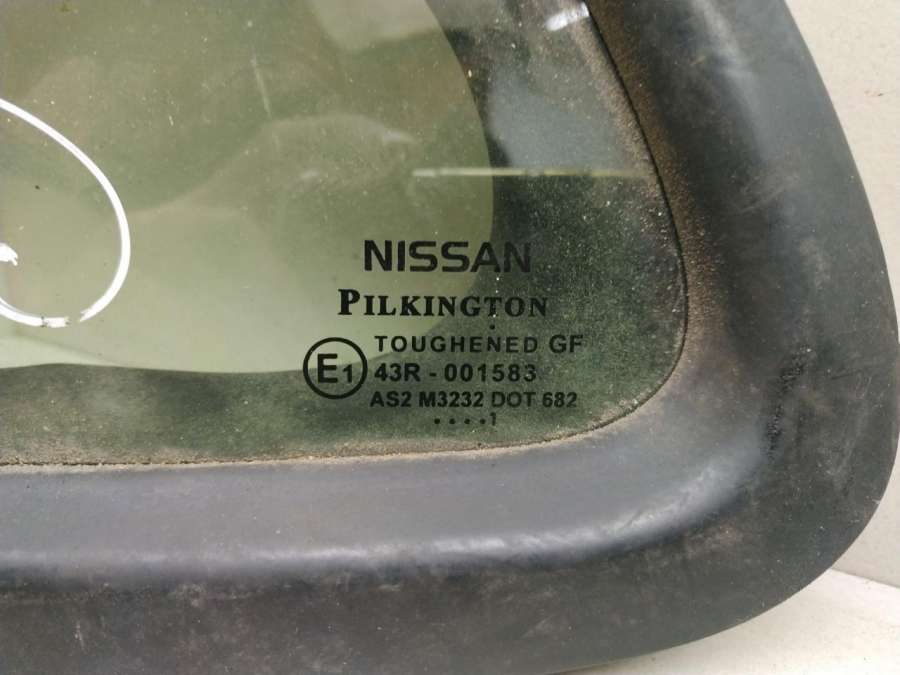 NISSAN
PILKINGTON
TOUGHENED GF
E1 43R - 001583
AS2 M3232 DOT 682
. . . . 1